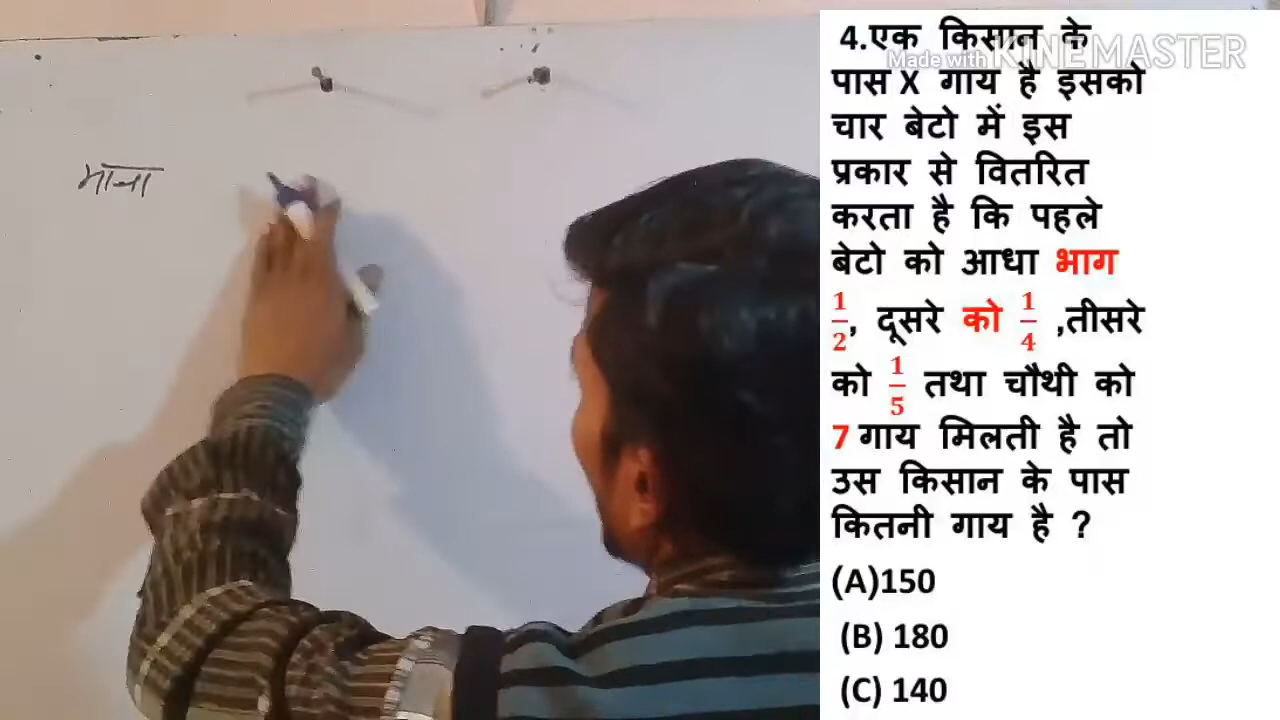 माना
4.एक किसान के
Made with KINEMASTER
पास X गाय है इसको
चार बेटो में इस
प्रकार से वितरित
करता है कि पहले
बेटो को आधा भाग
1/2, दूसरे को 1/4 ,तीसरे
को 1/5 तथा चौथी को
7 गाय मिलती है तो
उस किसान के पास
कितनी गाय है ?
(A)150
(B) 180
(C) 140